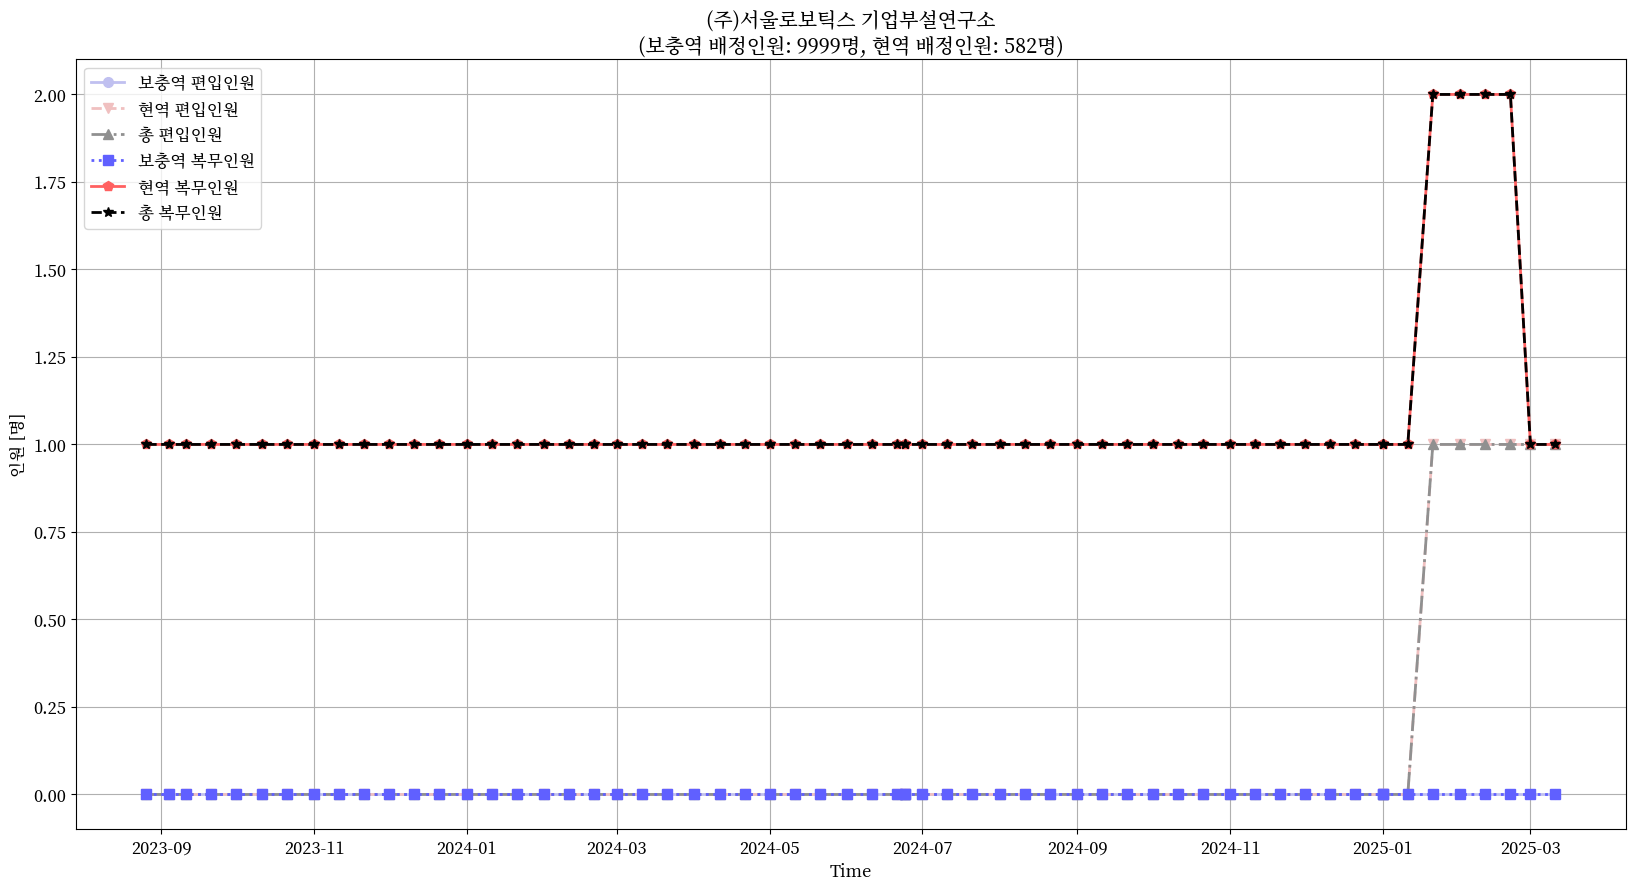 (주)서울로보틱스 기업부설연구소
(보충역 배정인원: 9999명, 현역 배정인원: 582명)
보충역 편입인원
현역 편입인원
총 편입인원
보충역 복무인원
현역 복무인원
총 복무인원
2.00
1.75
1.50
1.25
1.00
0.75
0.50
0.25
0.00
인원 [명]
2023-09
2023-11
2024-01
2024-03
2024-05
2024-07
2024-09
2024-11
2025-01
2025-03
Time